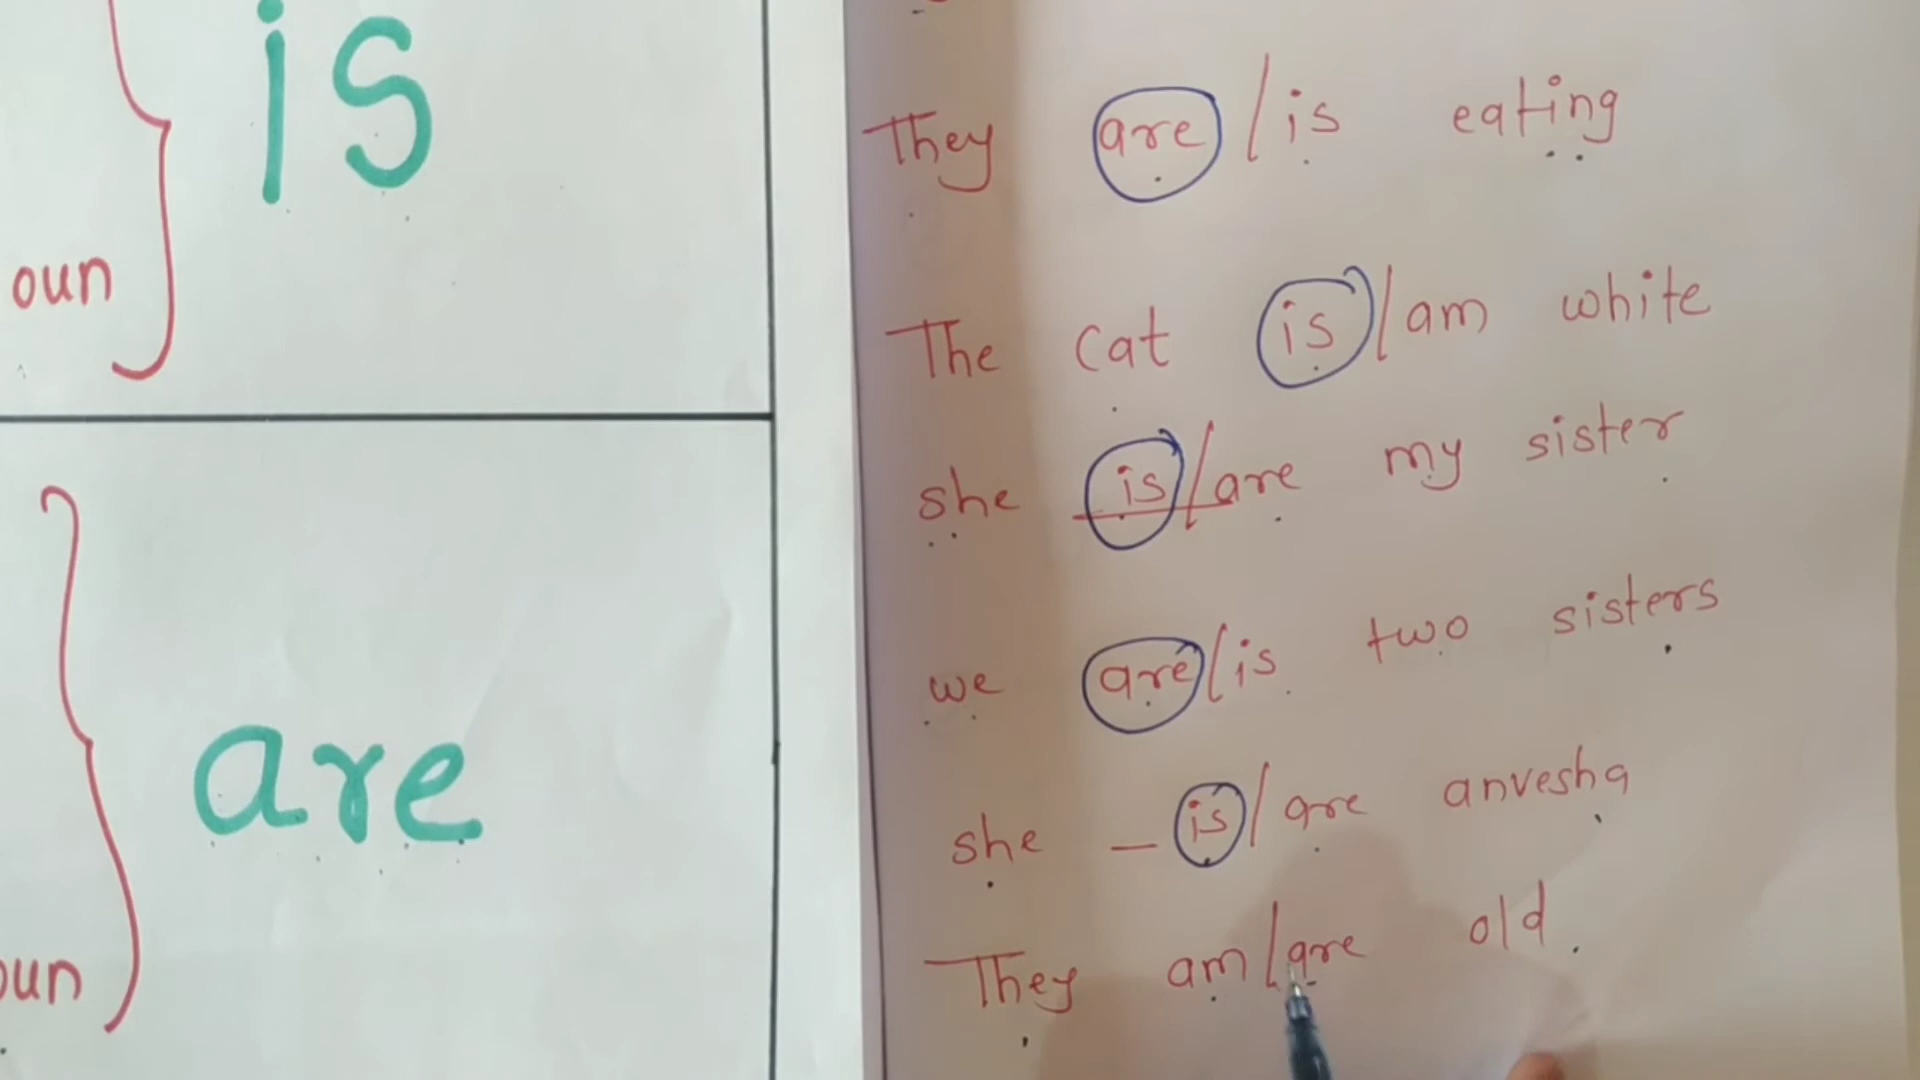 is
oun
are
oun
They are / is eating
The cat is / am white
she is / are my sister
we are / is two sisters
she - is / are anvesha
They am / are old.